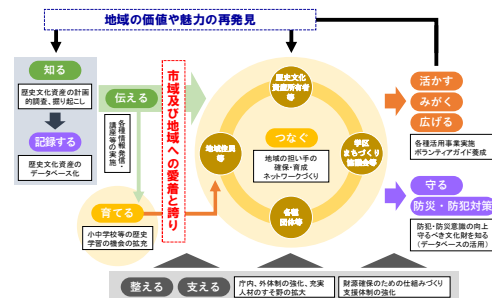 地域の価値や魅力の再発見
知る
歴史文化資産の計画
的調査、掘り起こし
記録する
歴史文化資産の
データベース化
伝える
各種情報発信
講座等の実施
育てる
小中学校等の歴史
学習の機会の拡充
市域及び地域への愛着と誇り
歴史文化
資産所有者
等
地域住民
等
つなぐ
地域の担い手の
確保・育成
ネットワークづくり
学区
まちづくり
各種
団体等
活かす
みがく
広げる
各種活用事業実施
ボランティアガイド養成
守る
防災・防犯対策
防犯・防災意識の向上
守るべき文化財を知る
(データベースの活用)
整える
支える
庁内、外体制の強化、充実
人材のすそ野の拡大
財源確保のための仕組みづくり
支援体制の強化